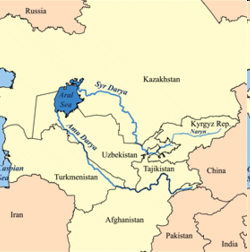 Russia
Kazakhstan
Aral
Sea
Syr Darya
Amu Darya
Kyrgyz Rep.
Naryn
Uzbekistan
Caspian
Sea
Turkmenistan
Tajikistan
China
Iran
Afghanistan
Pakistan
India